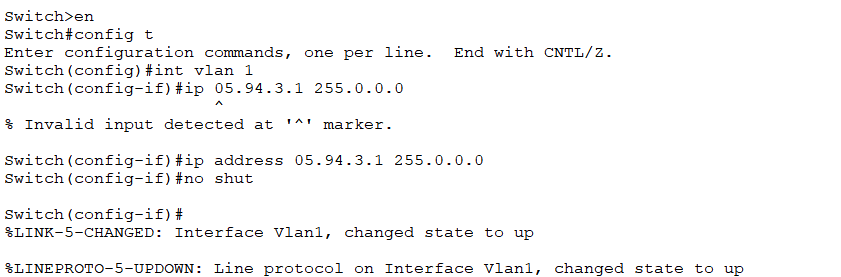 Switch>en
Switch#config t
Enter configuration commands, one per line.  End with CNTL/Z.
Switch(config)#int vlan 1
Switch(config-if)#ip 05.94.3.1 255.0.0.0
^
% Invalid input detected at '^' marker.
Switch(config-if)#ip address 05.94.3.1 255.0.0.0
Switch(config-if)#no shut
Switch(config-if)#
%LINK-5-CHANGED: Interface Vlan1, changed state to up
%LINEPROTO-5-UPDOWN: Line protocol on Interface Vlan1, changed state to up